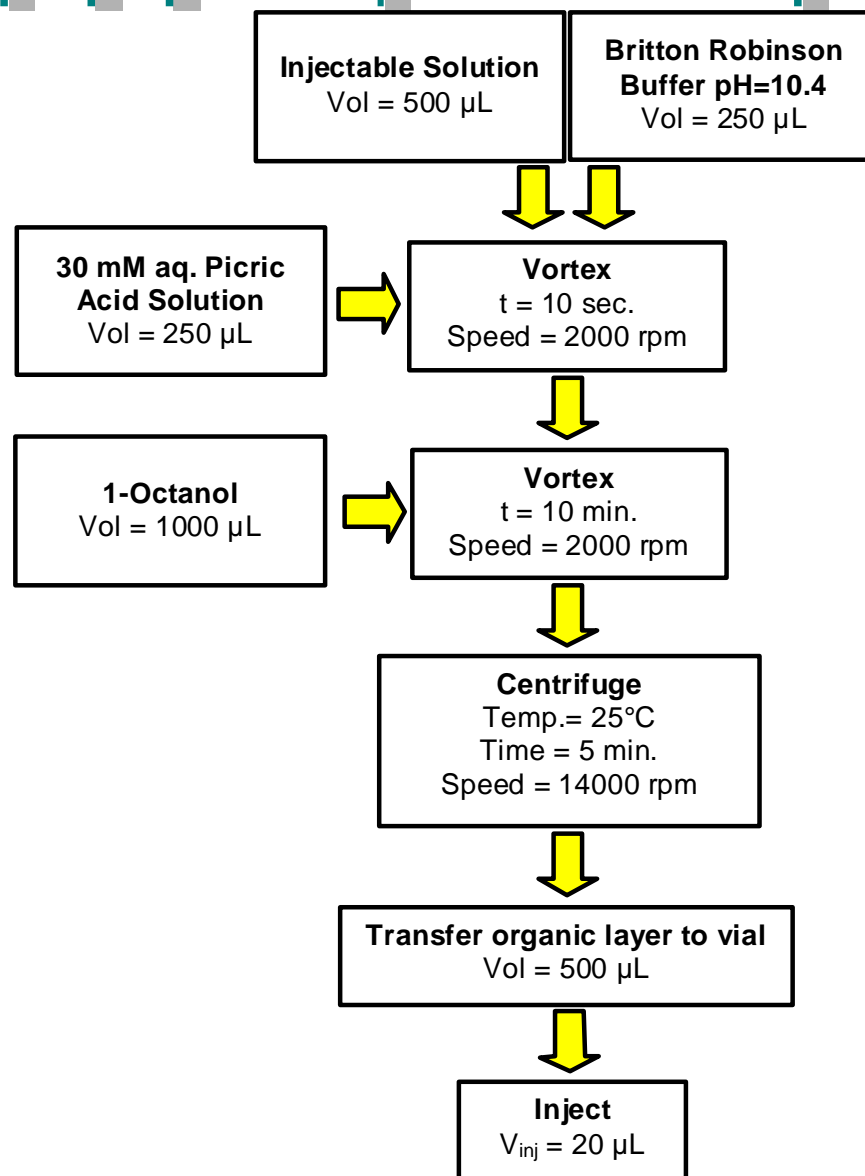 Injectable Solution
Vol = 500 µL
Britton Robinson
Buffer pH=10.4
Vol = 250 µL
30 mM aq. Picric
Acid Solution
Vol = 250 µL
Vortex
t = 10 sec.
Speed = 2000 rpm
1-Octanol
Vol = 1000 µL
Vortex
t = 10 min.
Speed = 2000 rpm
Centrifuge
Temp.= 25°C
Time = 5 min.
Speed = 14000 rpm
Transfer organic layer to vial
Vol = 500 µL
Inject
Vinj = 20 µL